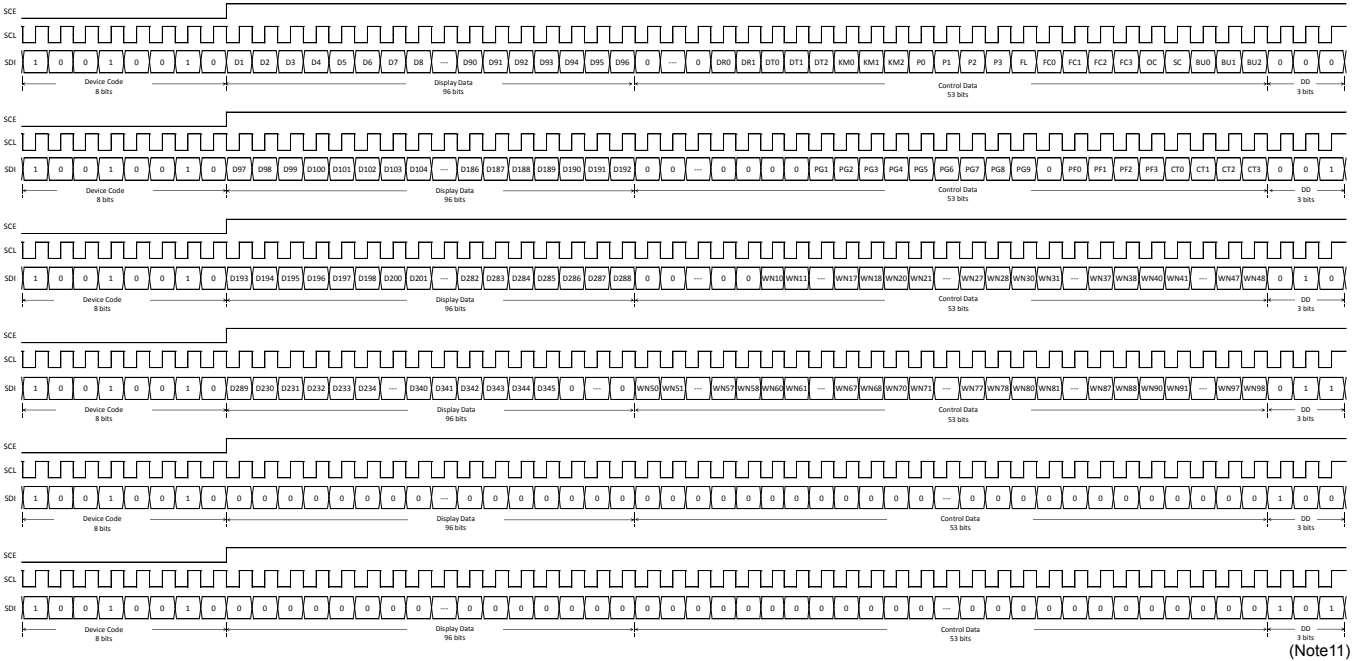 SCE
SCL
SDI 1 0 0 1 0 0 1 0 D1 D2 D3 D4 D5 D6 D7 D8 --- D90 D91 D92 D93 D94 D95 D96 0 --- 0 DR0 DR1 DT0 DT1 DT2 KM0 KM1 KM2 P0 P1 P2 P3 FL FC0 FC1 FC2 FC3 OC SC BU0 BU1 BU2 0 0 0
Device Code Display Data Control Data DD
8 bits 96 bits 53 bits 3 bits
SCE
SCL
SDI 1 0 0 1 0 0 1 0 D97 D98 D99 D100 D101 D102 D103 D104 --- D186 D187 D188 D189 D190 D191 D192 0 0 --- 0 0 0 0 PG1 PG2 PG3 PG4 PG5 PG6 PG7 PG8 PG9 0 PF0 PF1 PF2 PF3 CT0 CT1 CT2 CT3 0 0 1
Device Code Display Data Control Data DD
8 bits 96 bits 53 bits 3 bits
SCE
SCL
SDI 1 0 0 1 0 0 1 0 D193 D194 D195 D196 D197 D198 D200 D201 --- D282 D283 D284 D285 D286 D287 D288 0 0 --- 0 0 WN10 WN11 --- WN17 WN18 WN20 WN21 --- WN27 WN28 WN30 WN31 --- WN37 WN38 WN40 WN41 --- WN47 WN48 0 1 0
Device Code Display Data Control Data DD
8 bits 96 bits 53 bits 3 bits
SCE
SCL
SDI 1 0 0 1 0 0 1 0 D289 D230 D231 D232 D233 D234 --- D340 D341 D342 D343 D344 D345 0 --- 0 WN50 WN51 --- WN57 WN58 WN60 WN61 --- WN67 WN68 WN70 WN71 --- WN77 WN78 WN80 WN81 --- WN87 WN88 WN90 WN91 --- WN97 WN98 0 1 1
Device Code Display Data Control Data DD
8 bits 96 bits 53 bits 3 bits
SCE
SCL
SDI 1 0 0 1 0 0 1 0 0 0 0 0 0 0 0 0 --- 0 0 0 0 0 0 0 0 0 0 0 0 0 0 0 0 0 0 0 --- 0 0 0 0 0 0 0 0 0 0 0 0 1 0 0
Device Code Display Data Control Data DD
8 bits 96 bits 53 bits 3 bits
SCE
SCL
SDI 1 0 0 1 0 0 1 0 0 0 0 0 0 0 0 0 --- 0 0 0 0 0 0 0 0 0 0 0 0 0 0 0 0 0 0 0 --- 0 0 0 0 0 0 0 0 0 0 0 0 1 0 1
Device Code Display Data Control Data DD
8 bits 96 bits 53 bits 3 bits
(Note11)